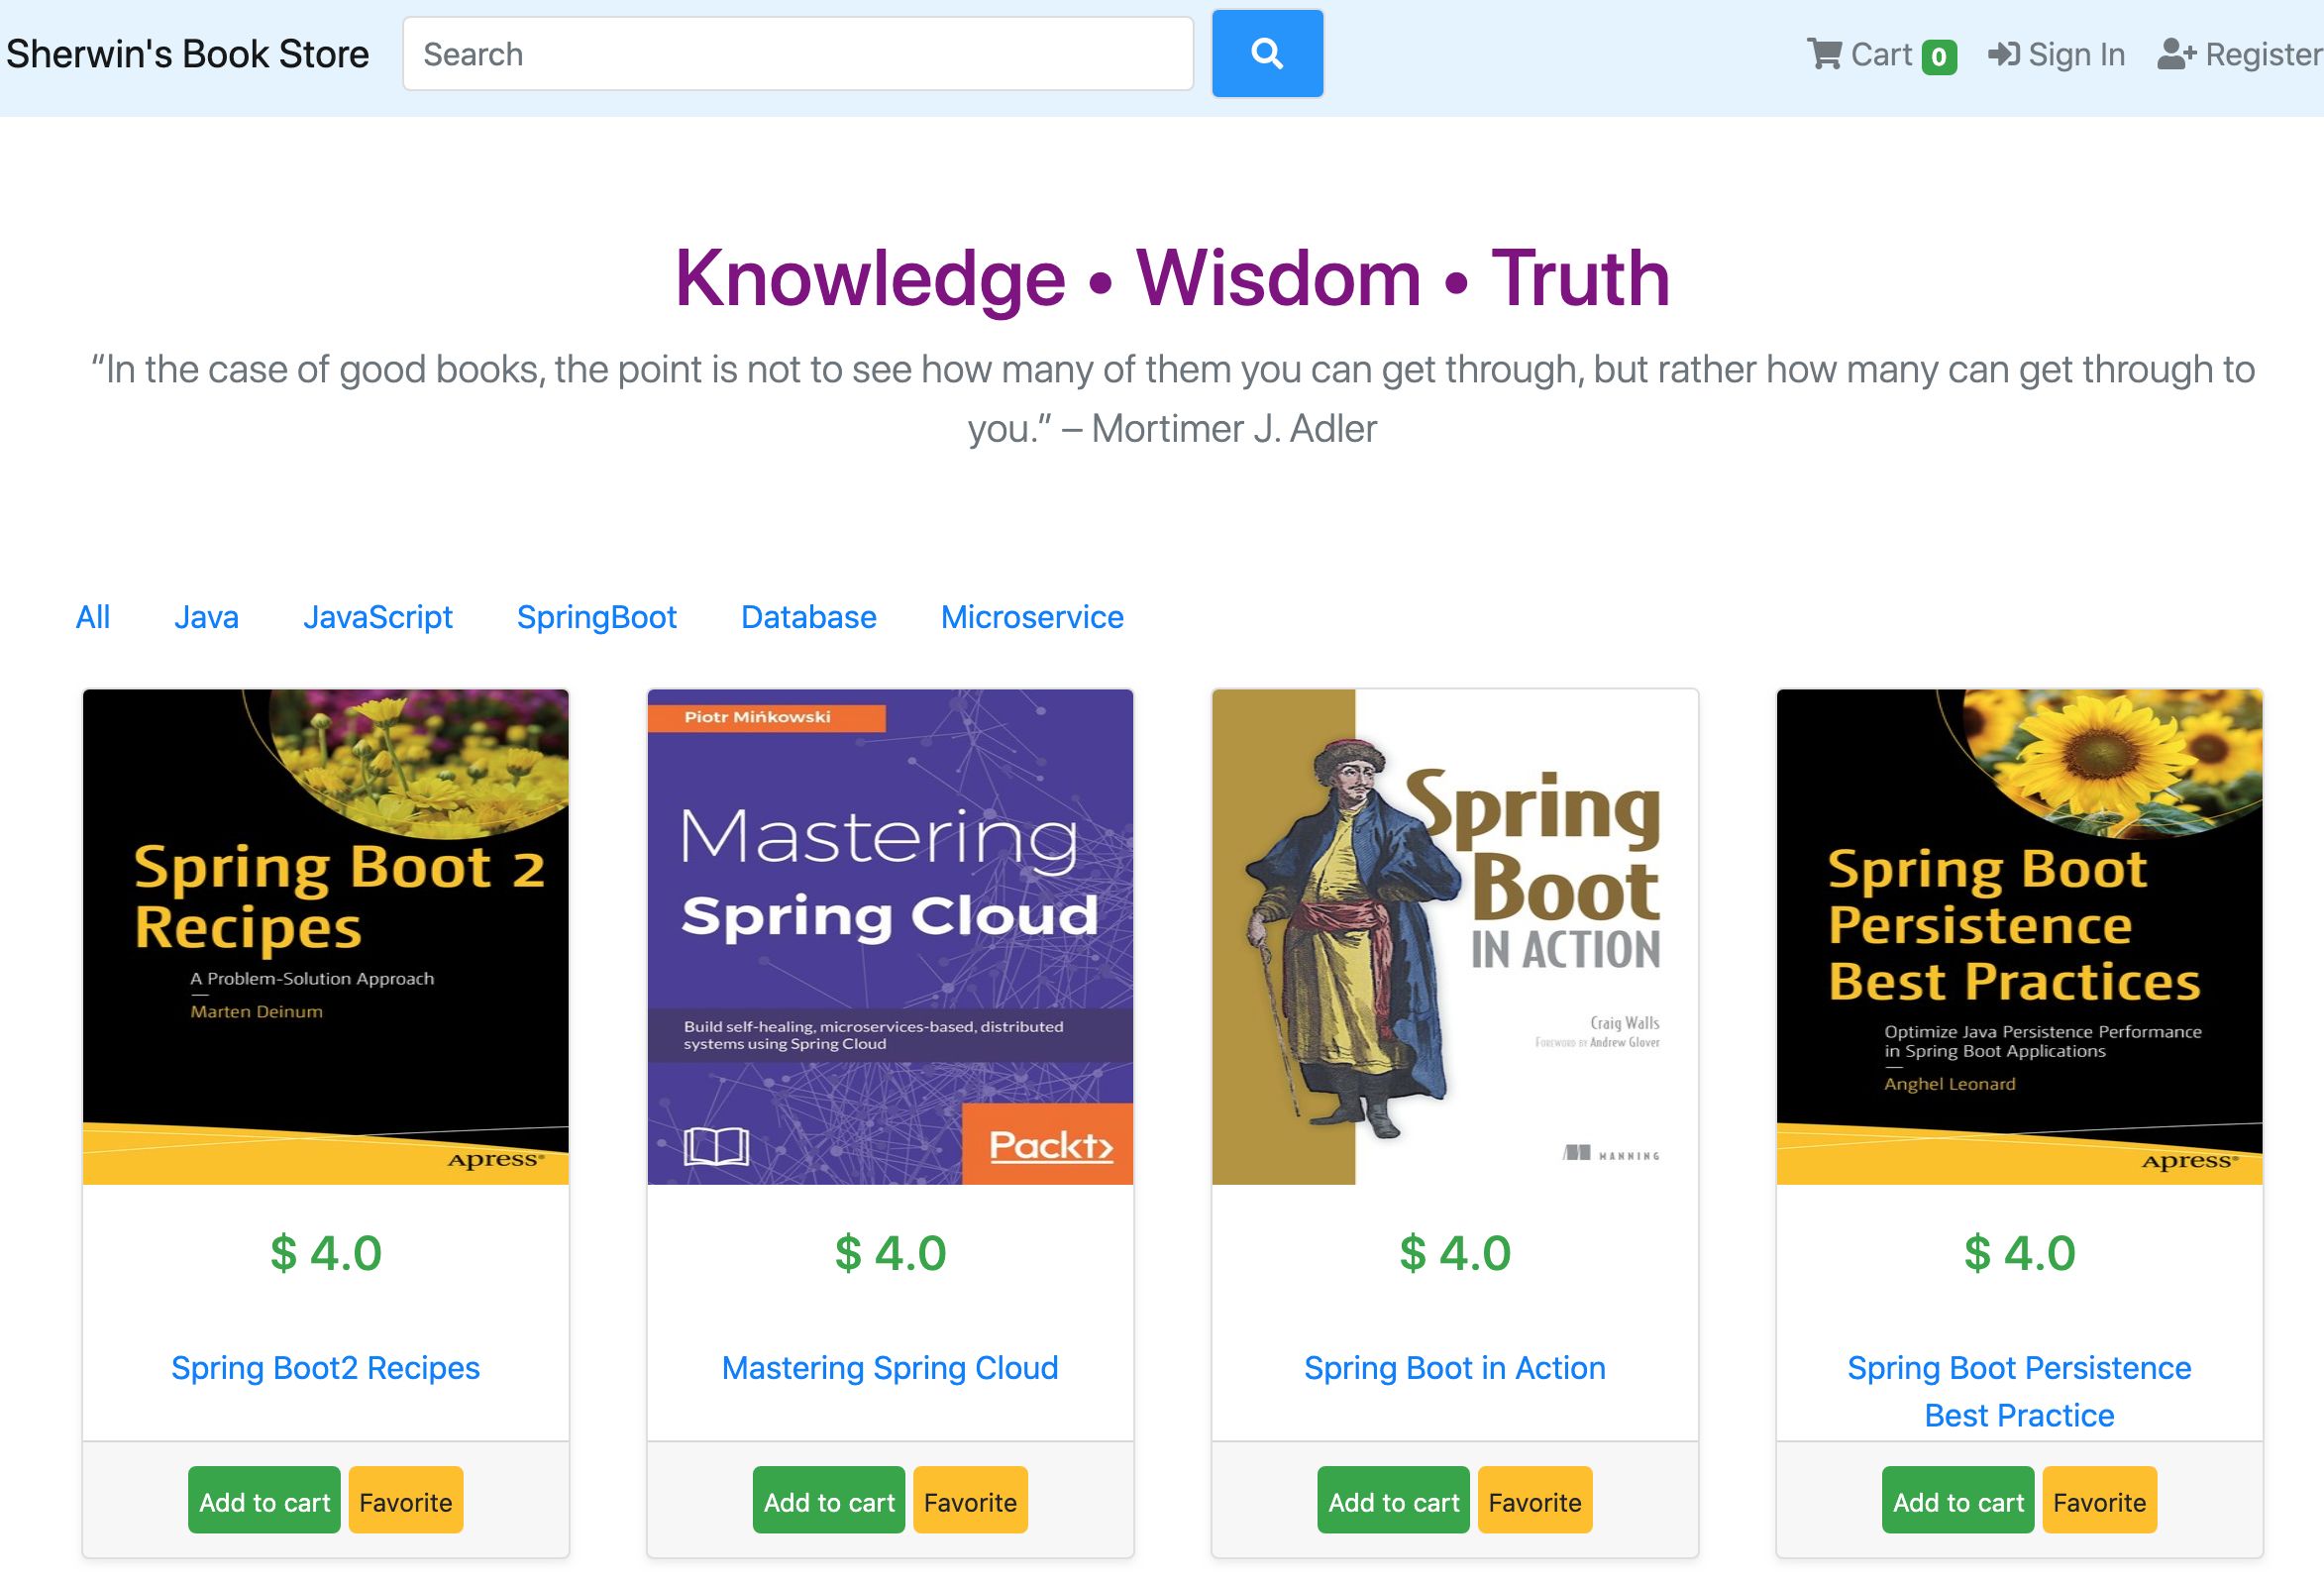 Sherwin's Book Store
Search
Cart 0
Sign In
Register
Knowledge • Wisdom • Truth
“In the case of good books, the point is not to see how many of them you can get through, but rather how many can get through to
you.” – Mortimer J. Adler
All
Java
JavaScript
SpringBoot
Database
Microservice
Spring Boot 2
Recipes
A Problem-Solution Approach
—
Marten Deinum
Apress®
$ 4.0
Spring Boot2 Recipes
Add to cart
Favorite
Piotr Mińkowski
Mastering
Spring Cloud
Build self-healing, microservices-based, distributed
systems using Spring Cloud
Packt>
$ 4.0
Mastering Spring Cloud
Add to cart
Favorite
Spring
Boot
IN ACTION
Craig Walls
FOREWORD BY Andrew Glover
MANNING
$ 4.0
Spring Boot in Action
Add to cart
Favorite
Spring Boot
Persistence
Best Practices
Optimize Java Persistence Performance
in Spring Boot Applications
—
Anghel Leonard
Apress®
$ 4.0
Spring Boot Persistence
Best Practice
Add to cart
Favorite